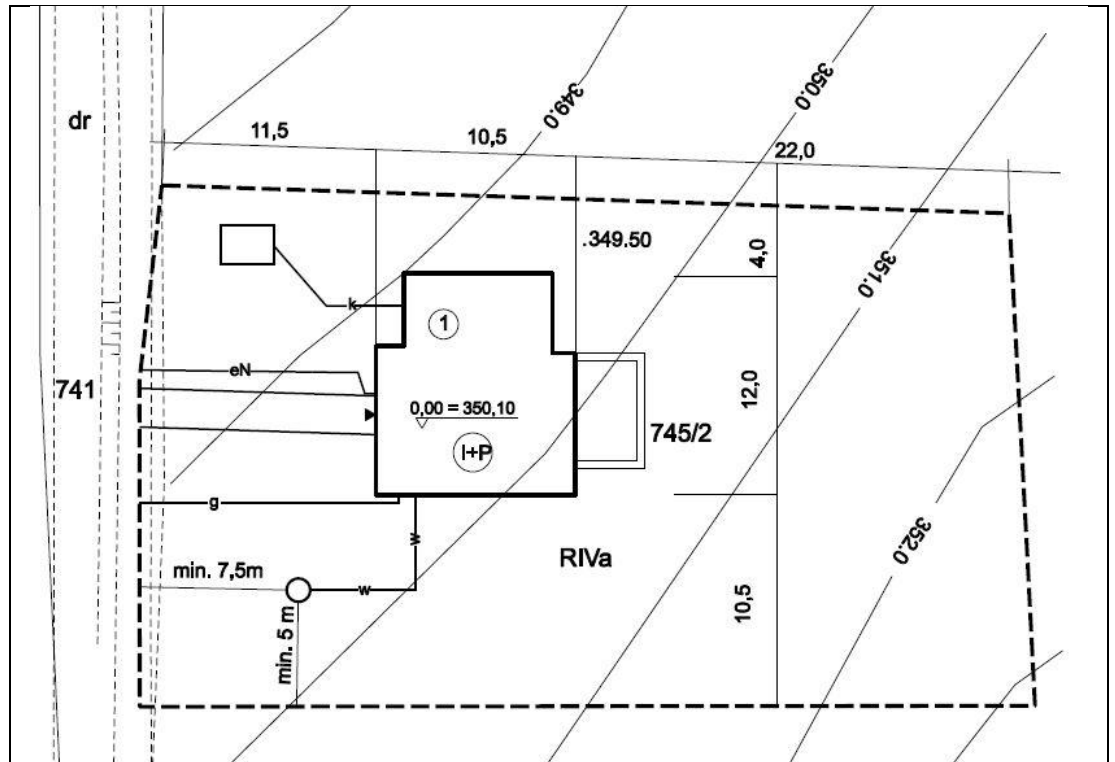 dr
11,5
10,5
349.0
350.0
22,0
.349.50
4,0
351.0
k
1
eN
741
0,00 = 350,10
12,0
745/2
I+P
g
w
352.0
RIVa
min. 7,5m
w
10,5
min. 5 m